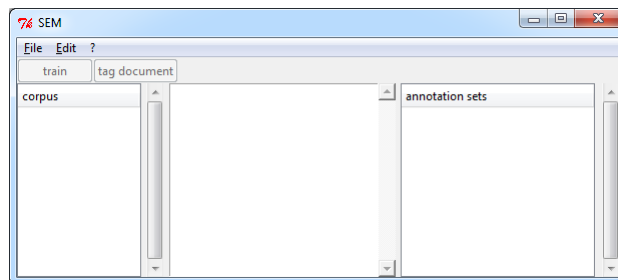 SEM
File Edit ?
train tag document
corpus annotation sets